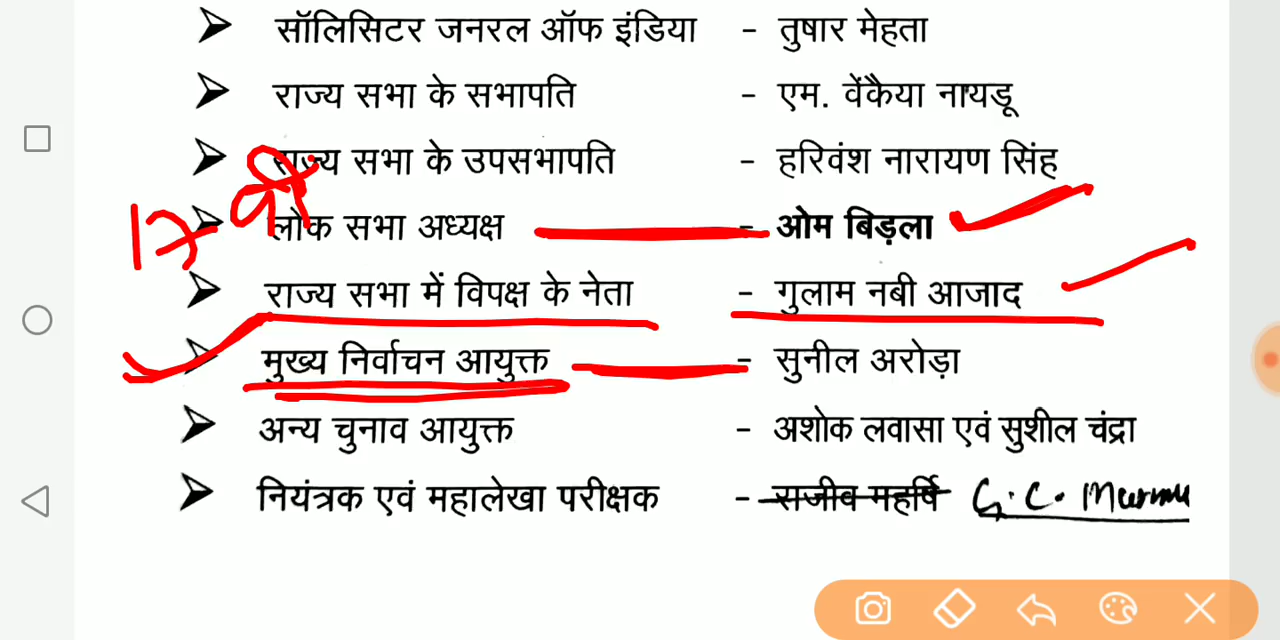 सॉलिसिटर जनरल ऑफ इंडिया - तुषार मेहता
राज्य सभा के सभापति - एम. वेंकैया नायडू
राज्य सभा के उपसभापति - हरिवंश नारायण सिंह
17 वीं
लोक सभा अध्यक्ष - ओम बिड़ला
राज्य सभा में विपक्ष के नेता - गुलाम नबी आजाद
मुख्य निर्वाचन आयुक्त - सुनील अरोड़ा
अन्य चुनाव आयुक्त - अशोक लवासा एवं सुशील चंद्रा
नियंत्रक एवं महालेखा परीक्षक - राजीव महर्षि G. C. Murmu